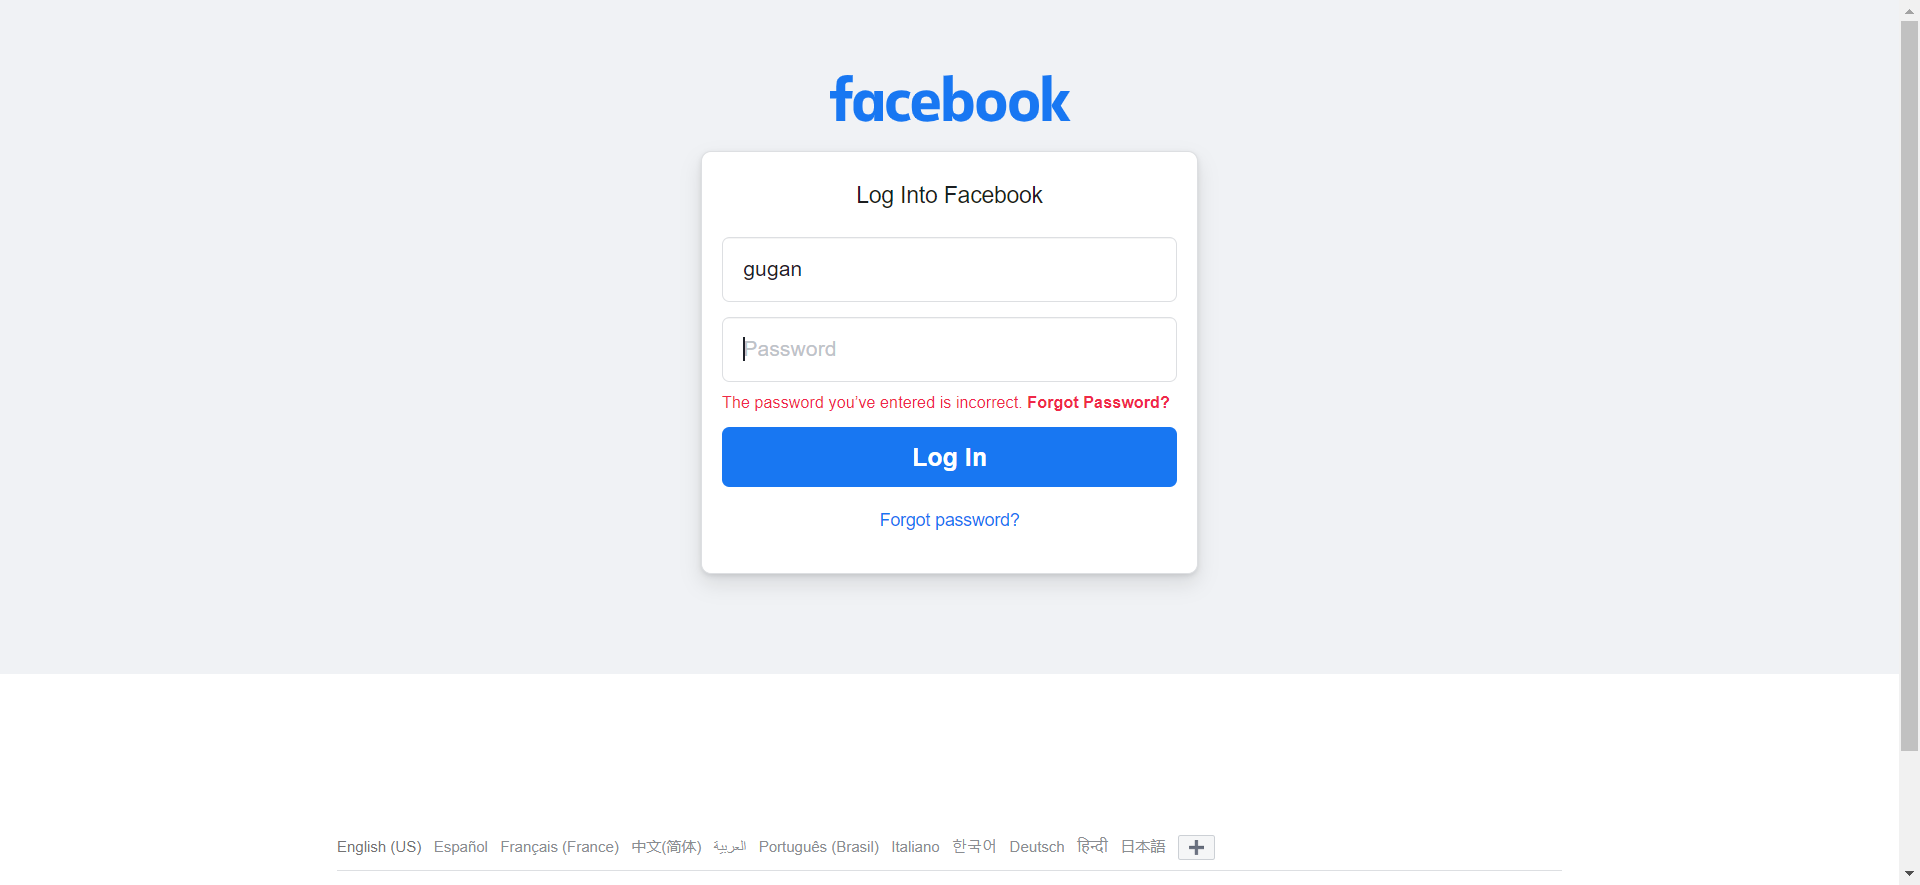 facebook
Log Into Facebook
gugan
Password
The password you’ve entered is incorrect. Forgot Password?
Log In
Forgot password?
English (US) Español Français (France) 中文(简体) العربية Português (Brasil) Italiano 한국어 Deutsch हिन्दी 日本語